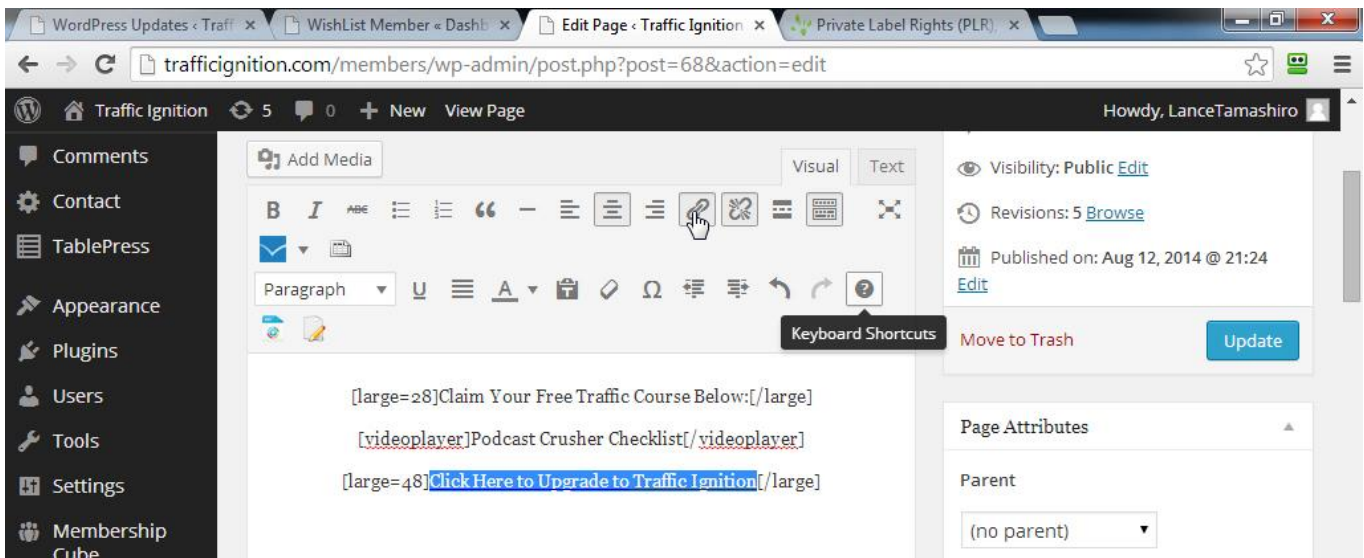 WordPress Updates ‹ Traff
WishList Member « Dashb
Edit Page ‹ Traffic Ignition
Private Label Rights (PLR),
trafficignition.com/members/wp-admin/post.php?post=68&action=edit
Traffic Ignition 5 0 + New View Page Howdy, LanceTamashiro
Comments
Contact
TablePress
Appearance
Plugins
Users
Tools
Settings
Membership
Cube
Add Media
Visual Text
B I ABC
Paragraph U A Ω
Keyboard Shortcuts
[large=28]Claim Your Free Traffic Course Below:[/large]
[videoplayer]Podcast Crusher Checklist[/videoplayer]
[large=48]Click Here to Upgrade to Traffic Ignition[/large]
Visibility: Public Edit
Revisions: 5 Browse
Published on: Aug 12, 2014 @ 21:24
Edit
Move to Trash Update
Page Attributes
Parent
(no parent)